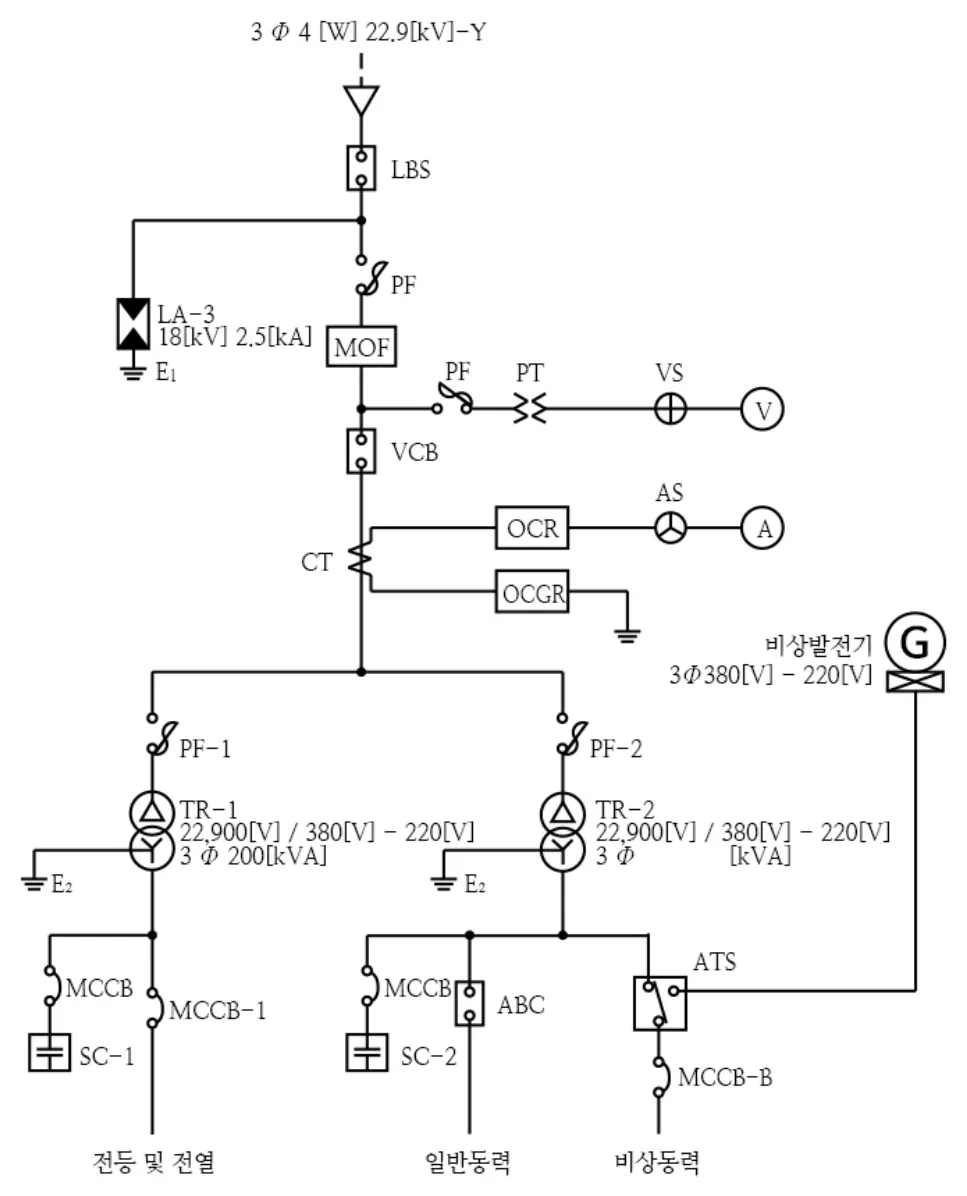 3 Φ 4 [W] 22.9[kV]-Y
LBS
PF
LA-3
18[kV] 2.5[kA]
E₁
MOF
PF
PT
VS
V
VCB
AS
OCR
A
CT
OCGR
비상발전기
3Φ380[V] - 220[V]
G
PF-1
PF-2
TR-1
22,900[V] / 380[V] - 220[V]
3 Φ 200[kVA]
E₂
TR-2
22,900[V] / 380[V] - 220[V]
3 Φ [kVA]
E₂
ATS
MCCB
MCCB-1
MCCB
ABC
SC-1
SC-2
MCCB-B
전등 및 전열
일반동력
비상동력